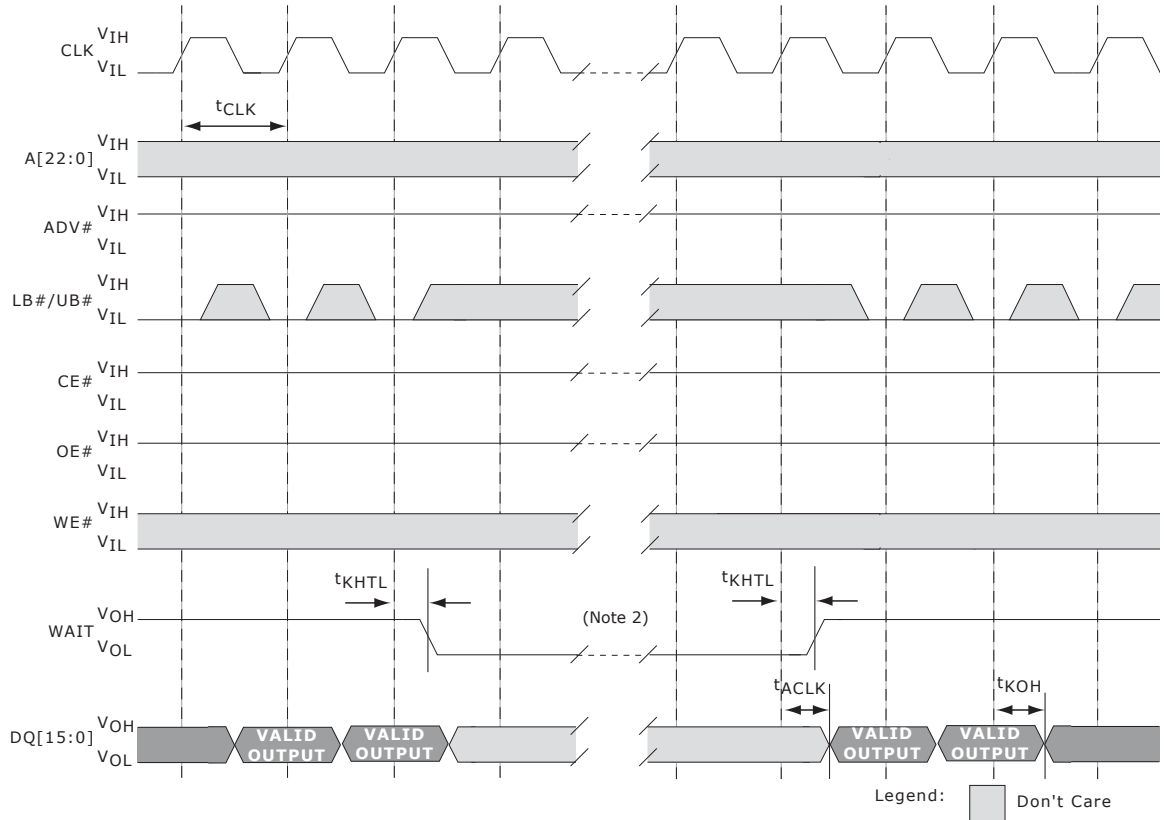 CLK VIH
VIL
tCLK
A[22:0] VIH
VIL
ADV# VIH
VIL
LB#/UB# VIH
VIL
CE# VIH
VIL
OE# VIH
VIL
WE# VIH
VIL
tKHTL tKHTL
WAIT VOH (Note 2)
VOL
tACLK tKOH
DQ[15:0] VOH VALID OUTPUT VALID OUTPUT VALID OUTPUT VALID OUTPUT
VOL
Legend: Don't Care